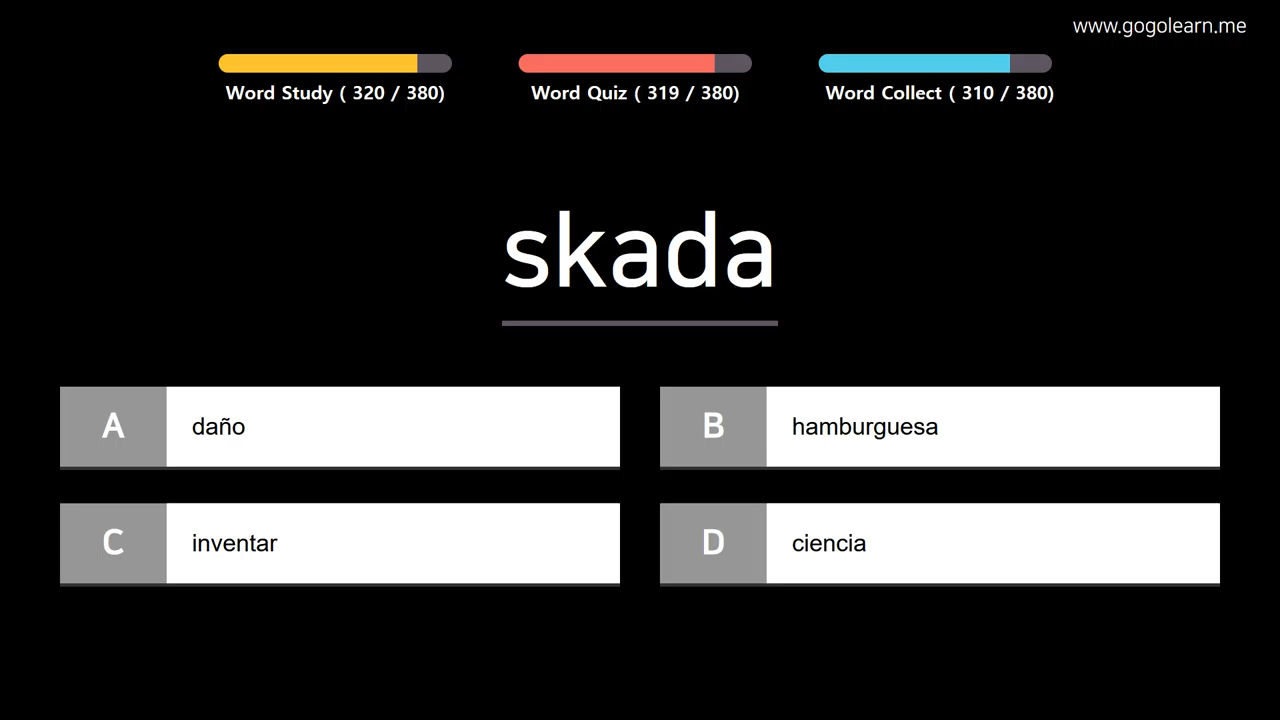 www.gogolearn.me
Word Study ( 320 / 380) Word Quiz ( 319 / 380) Word Collect ( 310 / 380)
skada
A daño
B hamburguesa
C inventar
D ciencia